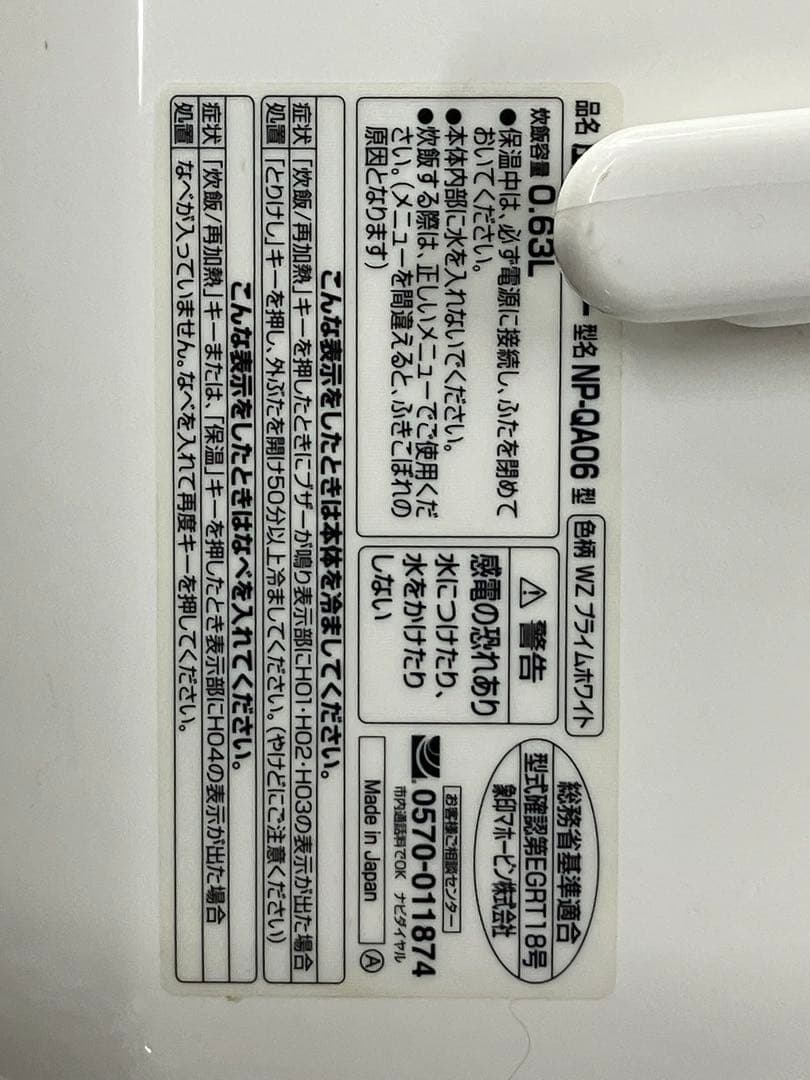 品名
型名 NP-QA06 型
色柄 WZ プライムホワイト
炊飯容量 0.63L
●保温中は、必ず電源に接続し、ふたを閉めて
おいてください。
●本体内部に水を入れないでください。
●炊飯する際は、正しいメニューでご使用くだ
さい。(メニューを間違えると、ふきこぼれの
原因となります)
⚠ 警告
感電の恐れあり
水につけたり、
水をかけたり
しない
総務省基準適合
型式確認第EGRT18号
象印マホービン株式会社
お客様ご相談センター
0570-011874
市内通話料でOK ナビダイヤル
Made in Japan
Ⓐ
こんな表示をしたときは本体を冷ましてください。
症状 「炊飯/再加熱」キーを押したときにブザーが鳴り表示部にH01・H02・H03の表示が出た場合
処置 「とりけし」キーを押し、外ぶたを開け50分以上冷ましてください。(やけどにご注意ください)
こんな表示をしたときはなべを入れてください。
症状 「炊飯/再加熱」キーまたは、「保温」キーを押したとき表示部にH04の表示が出た場合
処置 なべが入っていません。なべを入れて再度キーを押してください。